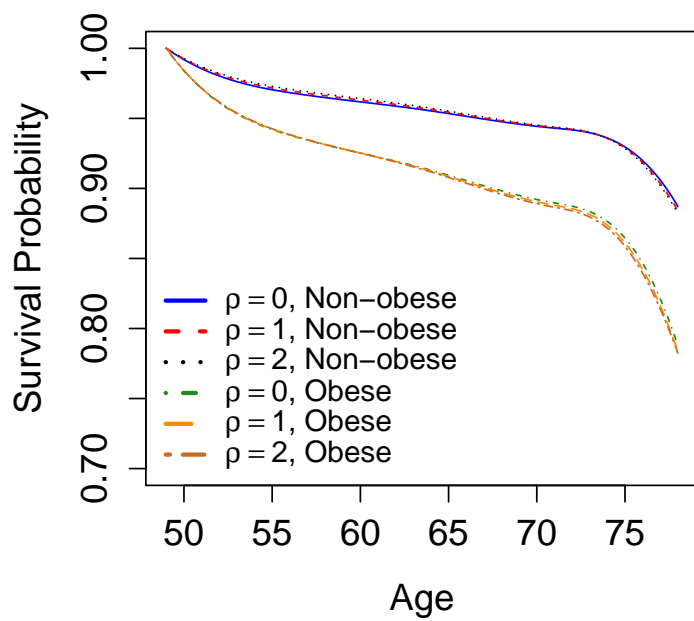 1.00
0.90
0.80
0.70
Survival Probability
ρ = 0, Non−obese
ρ = 1, Non−obese
ρ = 2, Non−obese
ρ = 0, Obese
ρ = 1, Obese
ρ = 2, Obese
50 55 60 65 70 75
Age